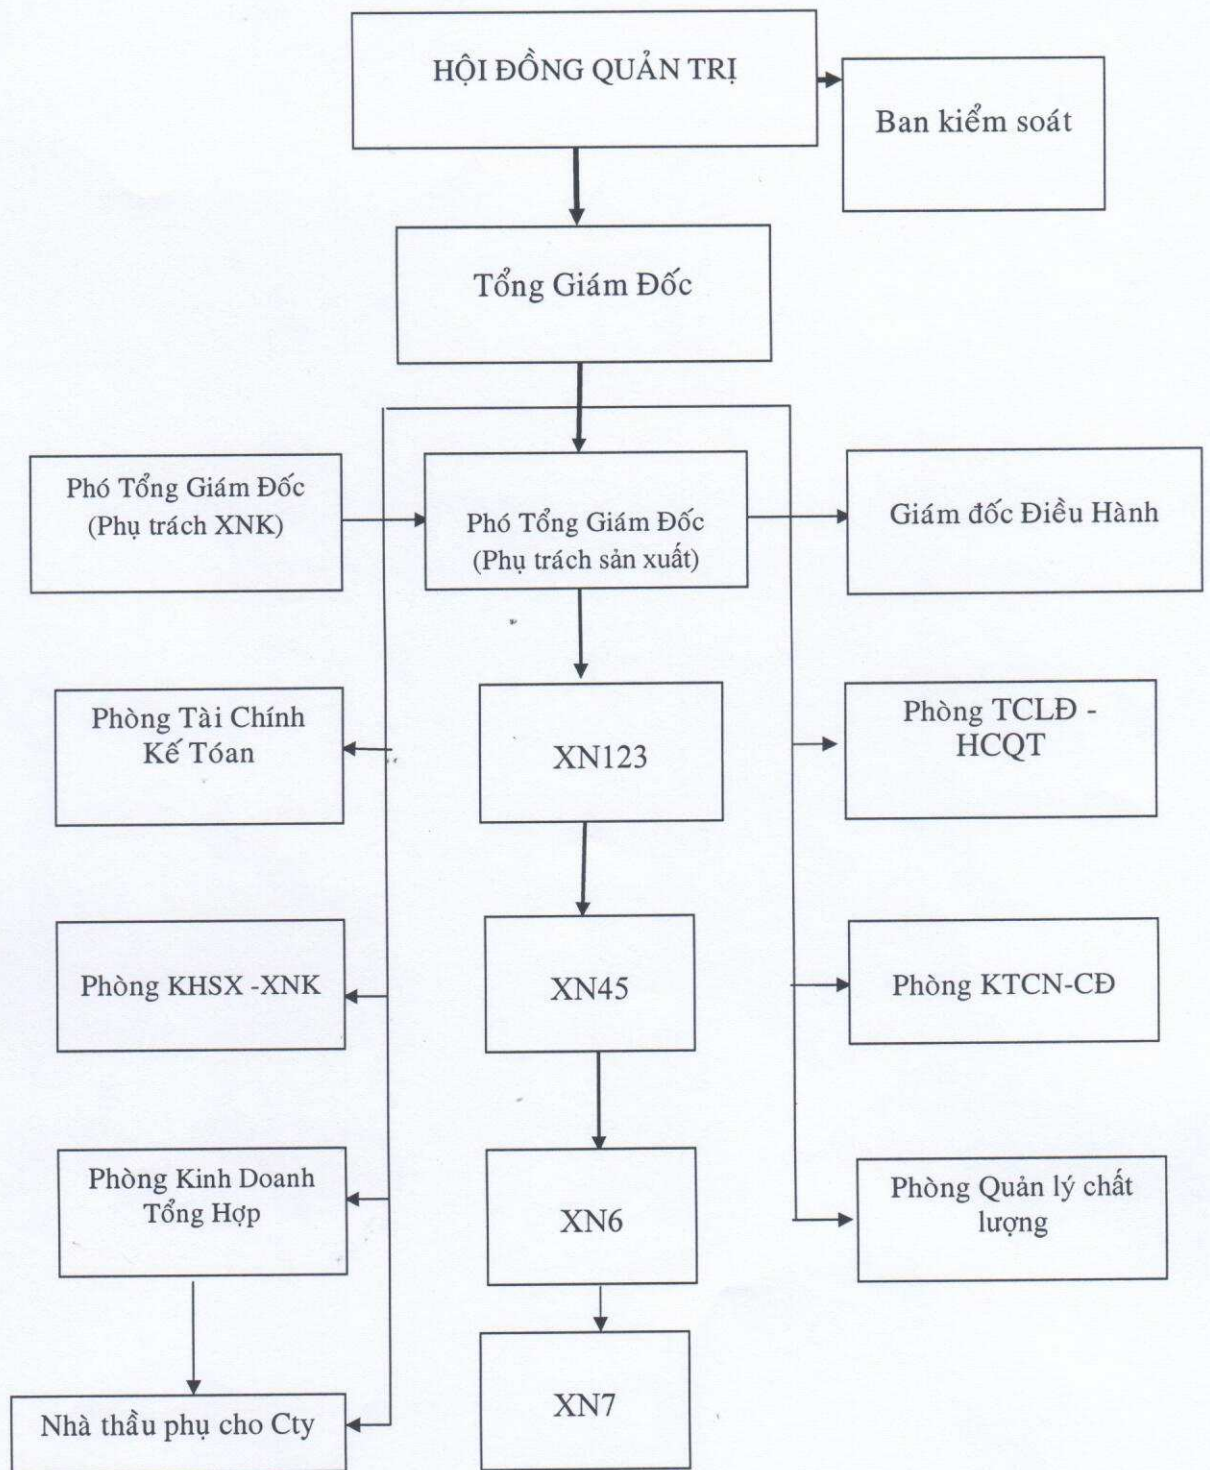 HỘI ĐỒNG QUẢN TRỊ
Ban kiểm soát
Tổng Giám Đốc
Phó Tổng Giám Đốc
(Phụ trách XNK)
Phó Tổng Giám Đốc
(Phụ trách sản xuất)
Giám đốc Điều Hành
Phòng Tài Chính
Kế Tóan
XN123
Phòng TCLĐ -
HCQT
Phòng KHSX -XNK
XN45
Phòng KTCN-CĐ
Phòng Kinh Doanh
Tổng Hợp
XN6
Phòng Quản lý chất
lượng
XN7
Nhà thầu phụ cho Cty